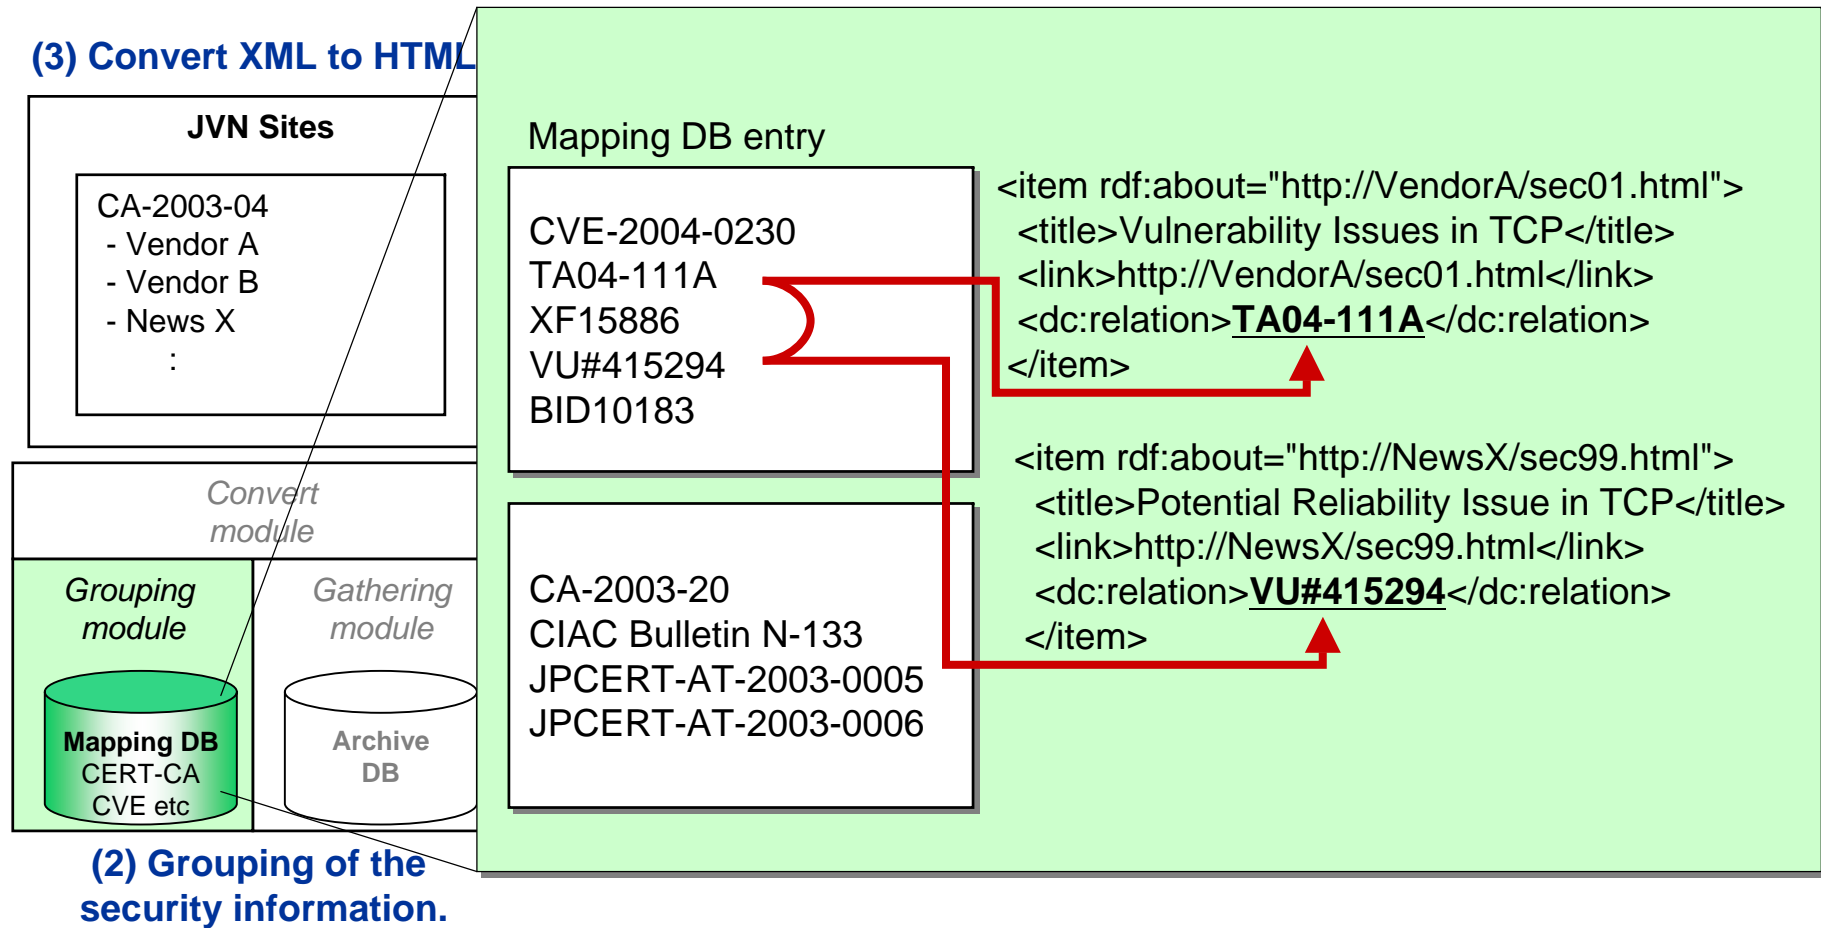 (3) Convert XML to HTML
JVN Sites
CA-2003-04
- Vendor A
- Vendor B
- News X
:
Convert
module
Grouping
module
Gathering
module
Mapping DB
CERT-CA
CVE etc
Archive
DB
(2) Grouping of the
security information.
Mapping DB entry
CVE-2004-0230
TA04-111A
XF15886
VU#415294
BID10183
CA-2003-20
CIAC Bulletin N-133
JPCERT-AT-2003-0005
JPCERT-AT-2003-0006
<item rdf:about="http://VendorA/sec01.html">
<title>Vulnerability Issues in TCP</title>
<link>http://VendorA/sec01.html</link>
<dc:relation>TA04-111A</dc:relation>
</item>
<item rdf:about="http://NewsX/sec99.html">
<title>Potential Reliability Issue in TCP</title>
<link>http://NewsX/sec99.html</link>
<dc:relation>VU#415294</dc:relation>
</item>